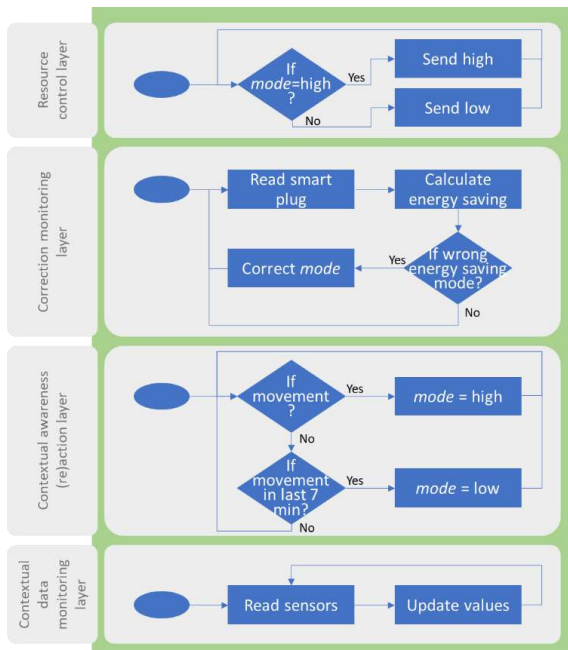 Resource
control layer
If
mode=high
?
Yes
Send high
No
Send low
Correction monitoring
layer
Read smart
plug
Calculate
energy saving
If wrong
energy saving
mode?
Yes
Correct mode
No
Contextual awareness
(re)action layer
If
movement
?
Yes
mode = high
No
If
movement
in last 7
min?
Yes
mode = low
No
Contextual
data
monitoring
layer
Read sensors
Update values